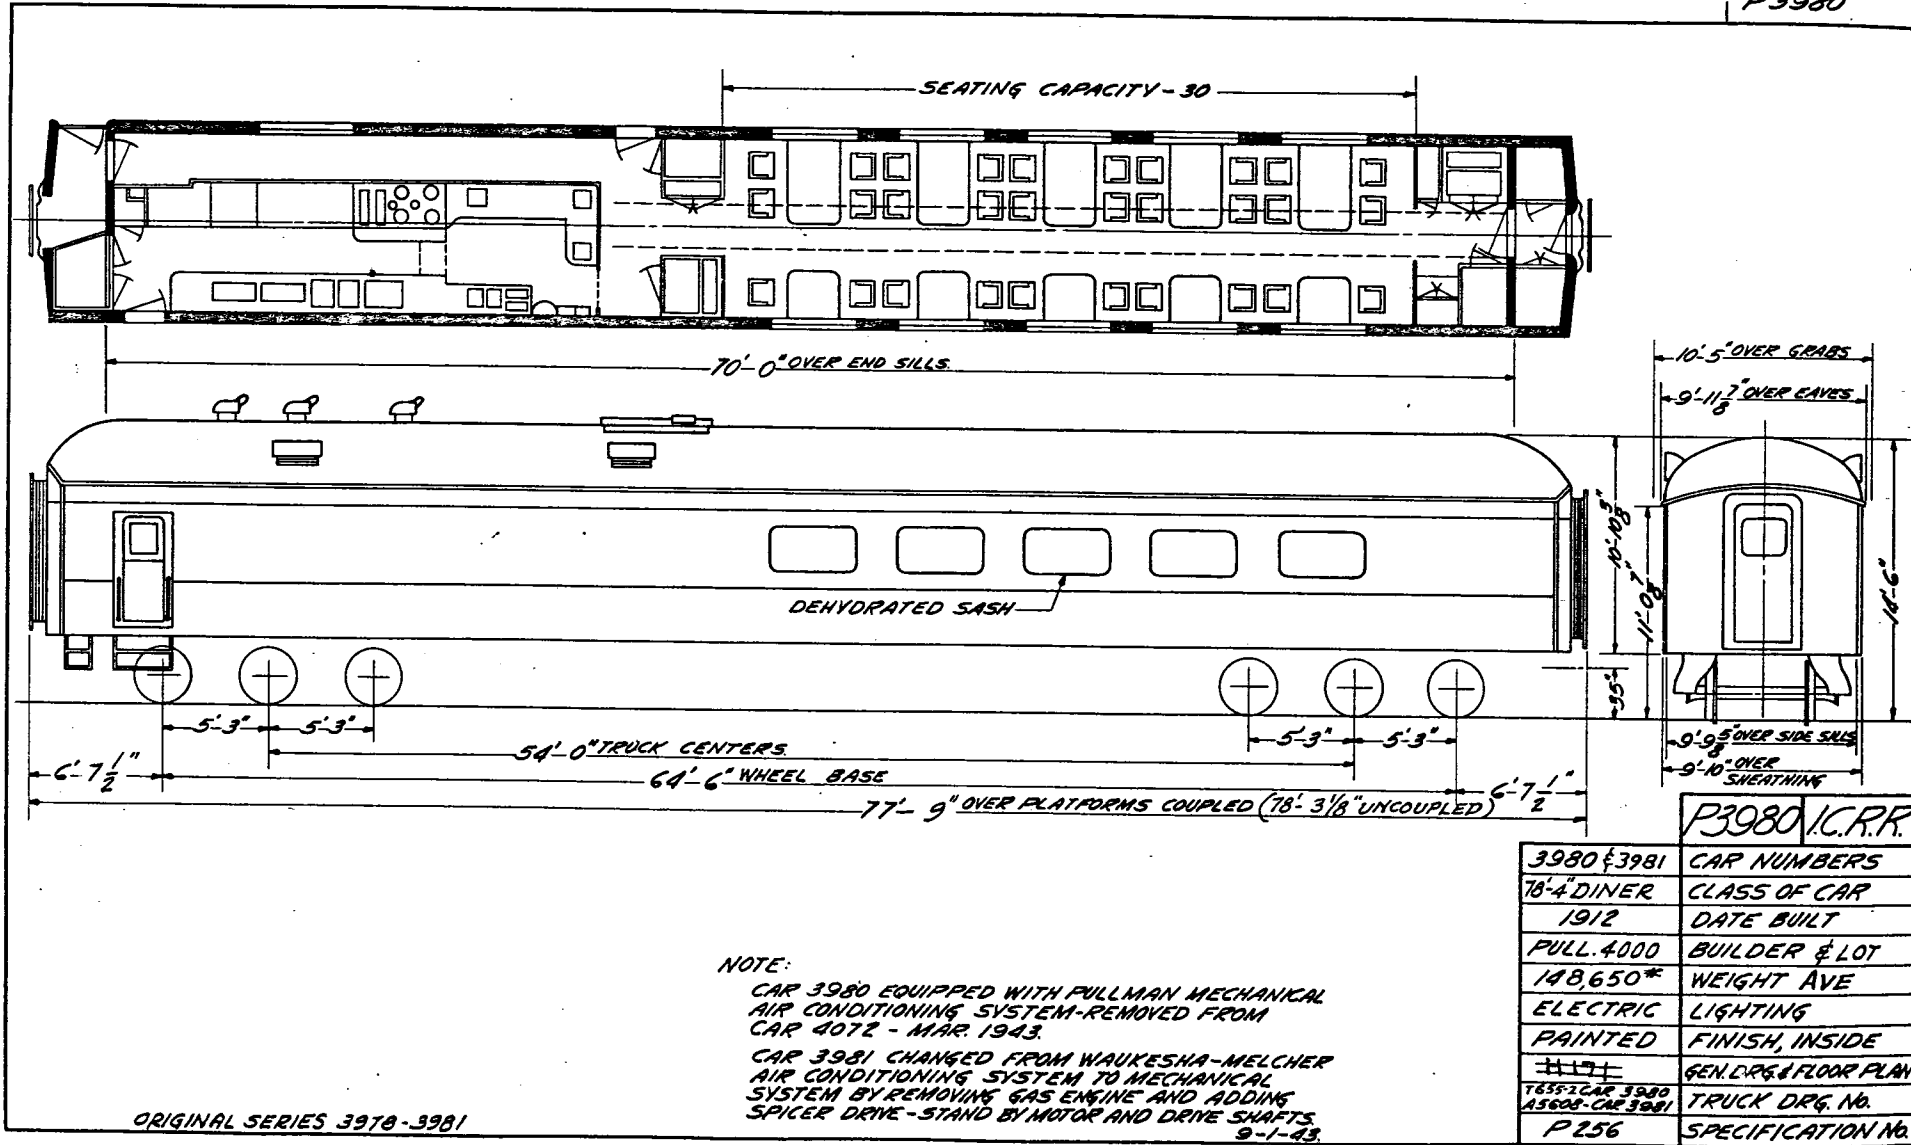 P3980
SEATING CAPACITY-30
70'-0" OVER END SILLS.
10'-5" OVER GRABS
9'-11 7/8" OVER EAVES
DEHYDRATED SASH
10'-10 5/8"
11'-0 7/8"
14'-6"
35"
5'-3"
5'-3"
5'-3"
5'-3"
54'-0" TRUCK CENTERS.
6'-7 1/2"
64'-6" WHEEL BASE
6'-7 1/2"
77'-9" OVER PLATFORMS COUPLED (78'-3 1/8" UNCOUPLED)
9'-9 5/8" OVER SIDE SILLS
9'-10" OVER
SHEATHING
P3980 I.C.R.R.
3980 & 3981 CAR NUMBERS
78'-4" DINER CLASS OF CAR
1912 DATE BUILT
PULL. 4000 BUILDER & LOT
148,650# WEIGHT AVE
ELECTRIC LIGHTING
PAINTED FINISH, INSIDE
H171 GEN. DRG. & FLOOR PLAN
T655-2 CAR 3980
A5608-CAR 3981 TRUCK DRG. No.
P256 SPECIFICATION No.
NOTE:
CAR 3980 EQUIPPED WITH PULLMAN MECHANICAL
AIR CONDITIONING SYSTEM-REMOVED FROM
CAR 4072 - MAR. 1943.
CAR 3981 CHANGED FROM WAUKESHA-MELCHER
AIR CONDITIONING SYSTEM TO MECHANICAL
SYSTEM BY REMOVING GAS ENGINE AND ADDING
SPICER DRIVE-STAND BY MOTOR AND DRIVE SHAFTS.
9-1-43.
ORIGINAL SERIES 3978-3981